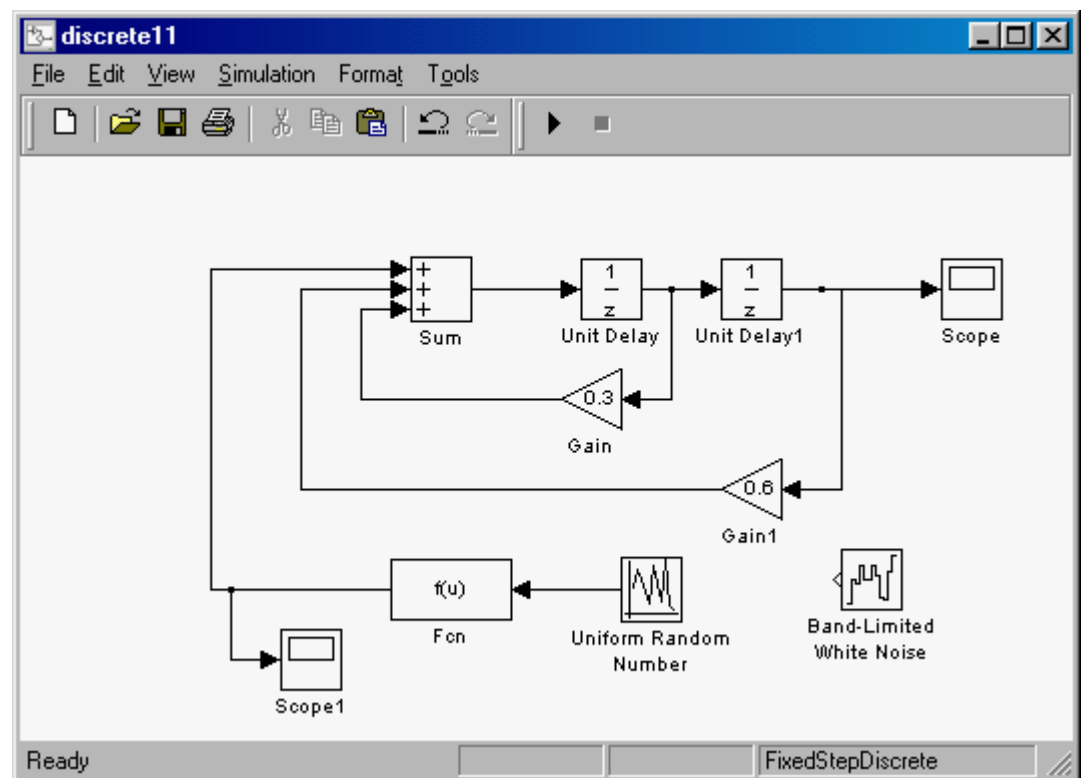 discrete11
File Edit View Simulation Format Tools
+
+
+
Sum
1
z
Unit Delay
1
z
Unit Delay1
Scope
0.3
Gain
0.6
Gain1
f(u)
Fcn
Uniform Random
Number
Band-Limited
White Noise
Scope1
Ready
FixedStepDiscrete